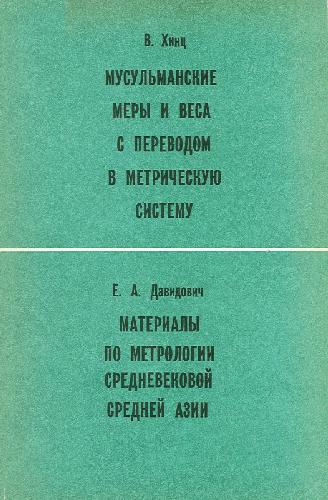 В. Хинц
МУСУЛЬМАНСКИЕ
МЕРЫ И ВЕСА
С ПЕРЕВОДОМ
В МЕТРИЧЕСКУЮ
СИСТЕМУ
Е. А. Давидович
МАТЕРИАЛЫ
ПО МЕТРОЛОГИИ
СРЕДНЕВЕКОВОЙ
СРЕДНЕЙ АЗИИ